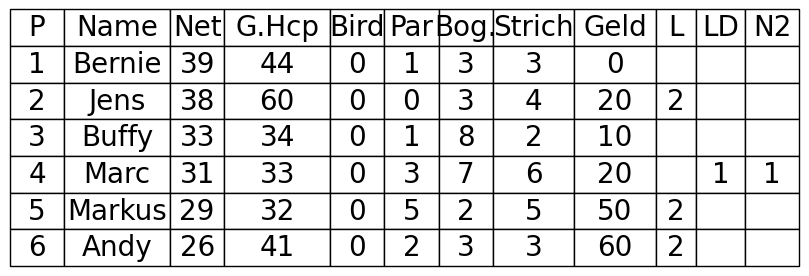 P Name Net G.Hcp Bird Par Bog. Strich Geld L LD N2
1 Bernie 39 44 0 1 3 3 0
2 Jens 38 60 0 0 3 4 20 2
3 Buffy 33 34 0 1 8 2 10
4 Marc 31 33 0 3 7 6 20 1 1
5 Markus 29 32 0 5 2 5 50 2
6 Andy 26 41 0 2 3 3 60 2